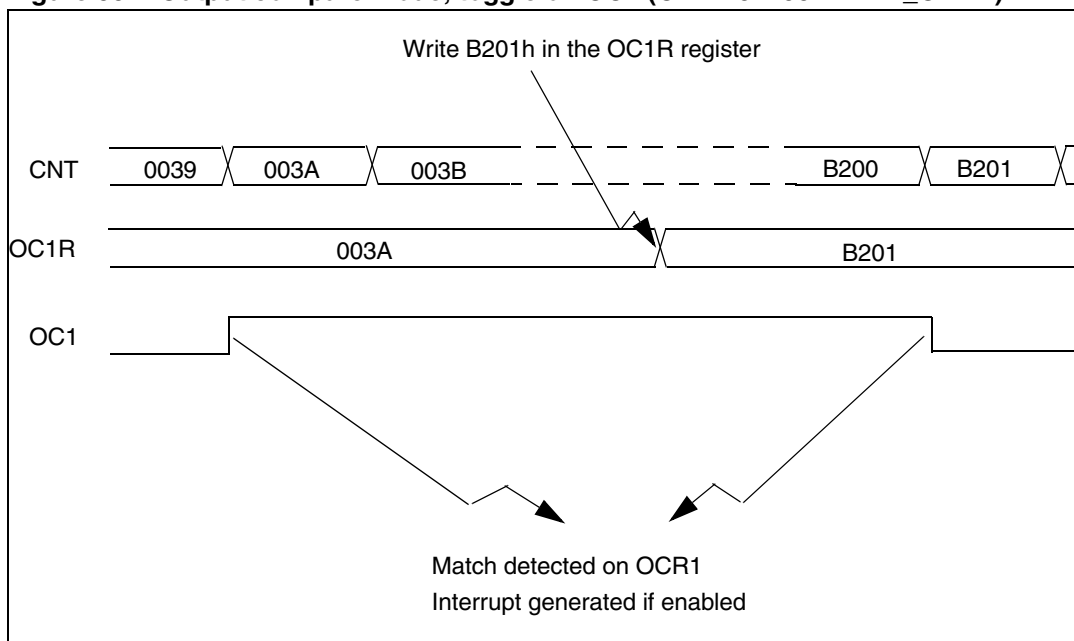 Write B201h in the OC1R register
CNT 0039 003A 003B B200 B201
OC1R 003A B201
OC1
Match detected on OCR1
Interrupt generated if enabled